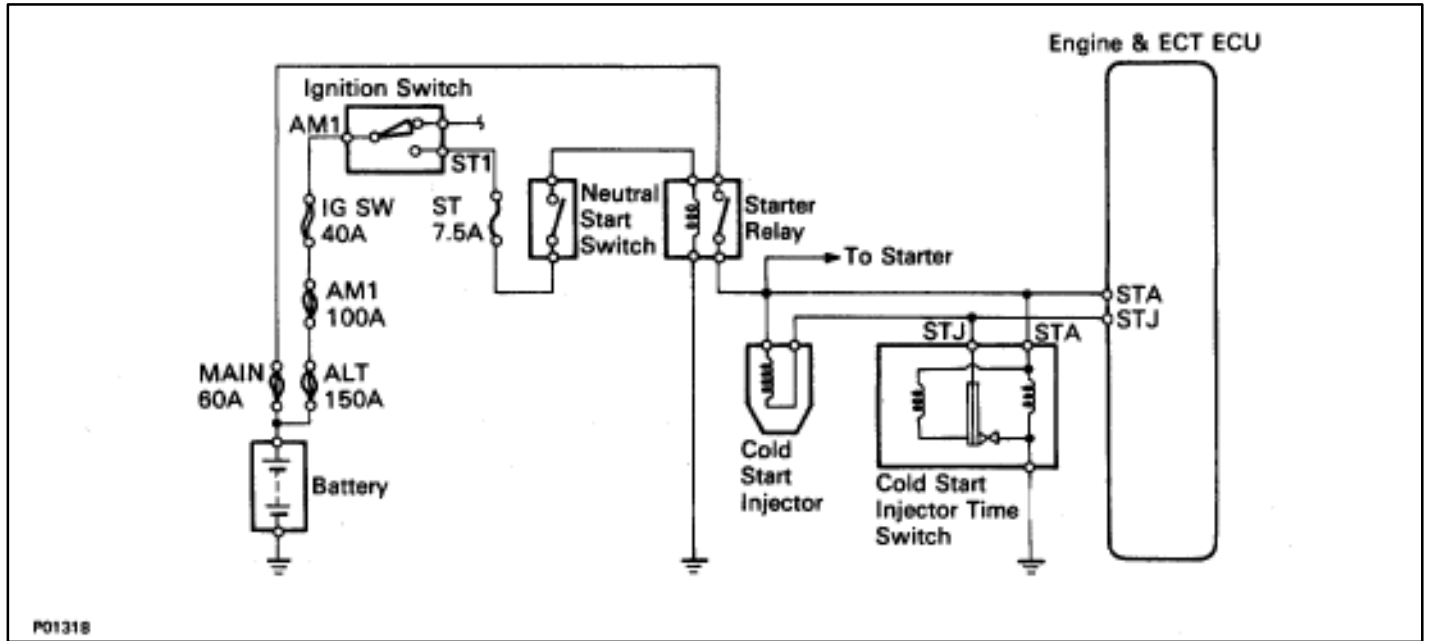 Engine & ECT ECU
Ignition Switch
AM1
ST1
IG SW
40A
ST
7.5A
Neutral
Start
Switch
Starter
Relay
To Starter
AM1
100A
STA
STJ
STJ
STA
MAIN
60A
ALT
150A
Battery
Cold
Start
Injector
Cold Start
Injector Time
Switch
P01318